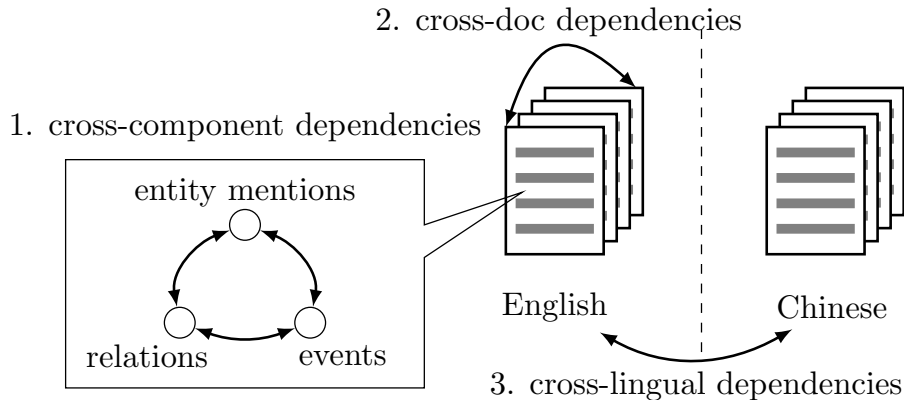 2. cross-doc dependencies
1. cross-component dependencies
entity mentions
relations
events
English
Chinese
3. cross-lingual dependencies